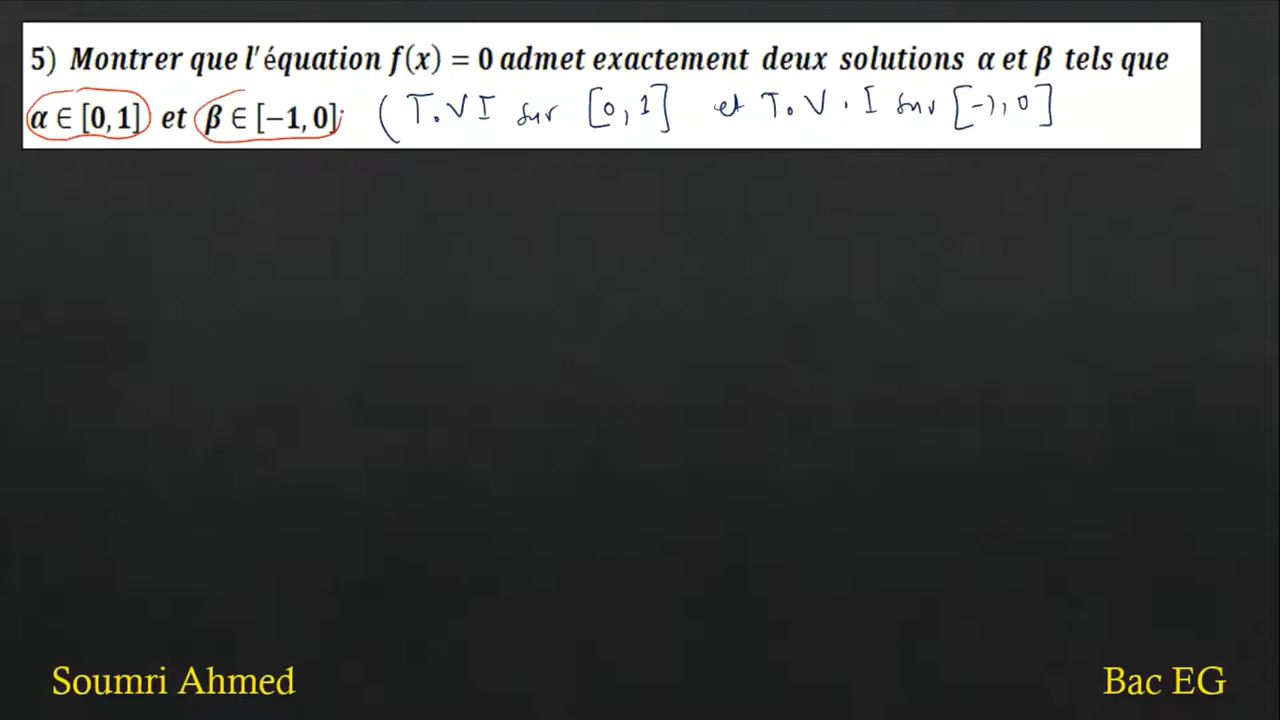 5) Montrer que l'équation f(x) = 0 admet exactement deux solutions α et β tels que
α ∈ [0, 1] et β ∈ [−1, 0]; ( T.VI sur [0,1] et T.V.I sur [-1,0]
Soumri Ahmed
Bac EG